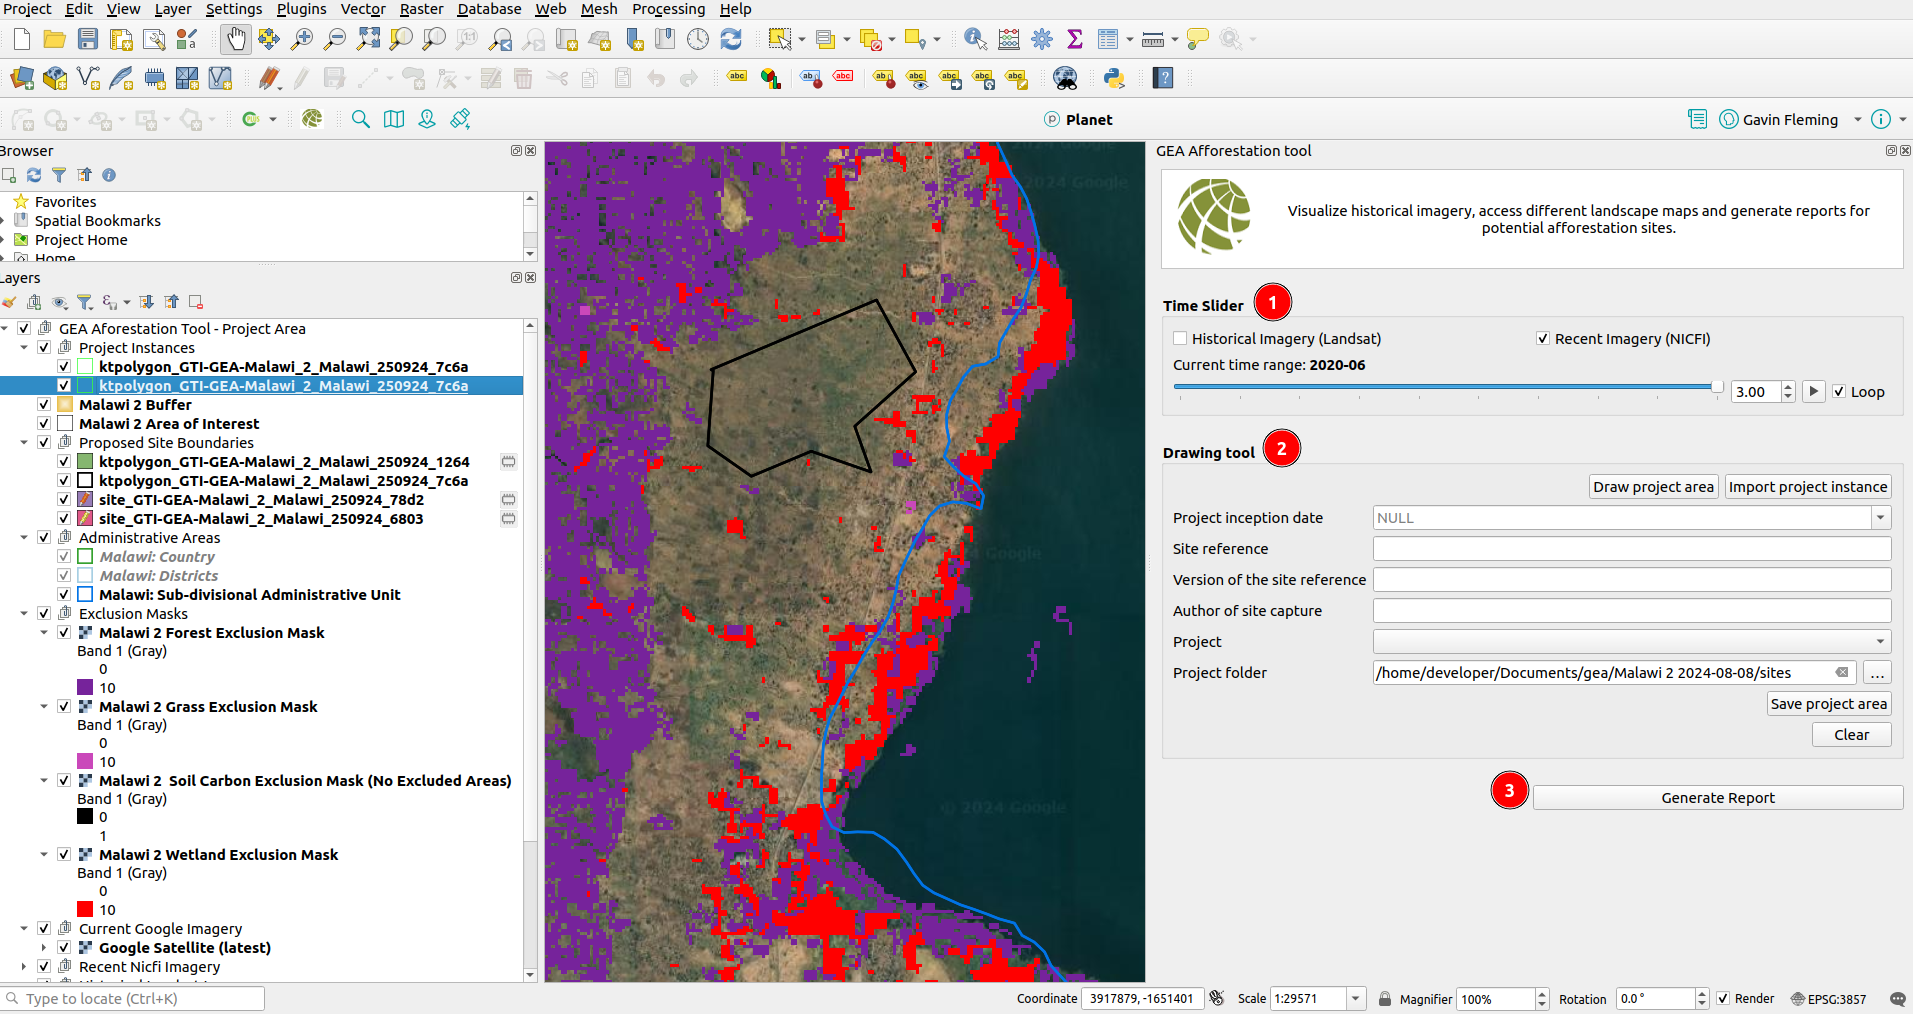 Project Edit View Layer Settings Plugins Vector Raster Database Web Mesh Processing Help
Planet
Gavin Fleming
Browser
Favorites
Spatial Bookmarks
Project Home
Home
Layers
GEA Aforestation Tool - Project Area
Project Instances
ktpolygon_GTI-GEA-Malawi_2_Malawi_250924_7c6a
ktpolygon_GTI-GEA-Malawi_2_Malawi_250924_7c6a
Malawi 2 Buffer
Malawi 2 Area of Interest
Proposed Site Boundaries
ktpolygon_GTI-GEA-Malawi_2_Malawi_250924_1264
ktpolygon_GTI-GEA-Malawi_2_Malawi_250924_7c6a
site_GTI-GEA-Malawi_2_Malawi_250924_78d2
site_GTI-GEA-Malawi_2_Malawi_250924_6803
Administrative Areas
Malawi: Country
Malawi: Districts
Malawi: Sub-divisional Administrative Unit
Exclusion Masks
Malawi 2 Forest Exclusion Mask
Band 1 (Gray)
0
10
Malawi 2 Grass Exclusion Mask
Band 1 (Gray)
0
10
Malawi 2  Soil Carbon Exclusion Mask (No Excluded Areas)
Band 1 (Gray)
0
1
Malawi 2 Wetland Exclusion Mask
Band 1 (Gray)
0
10
Current Google Imagery
Google Satellite (latest)
Recent Nicfi Imagery
2024 Google
© 2024 Google
GEA Afforestation tool
Visualize historical imagery, access different landscape maps and generate reports for
potential afforestation sites.
Time Slider 1
Historical Imagery (Landsat) Recent Imagery (NICFI)
Current time range: 2020-06
3.00 Loop
Drawing tool 2
Draw project area Import project instance
Project inception date NULL
Site reference
Version of the site reference
Author of site capture
Project
Project folder /home/developer/Documents/gea/Malawi 2 2024-08-08/sites ...
Save project area
Clear
3 Generate Report
Type to locate (Ctrl+K) Coordinate 3917879, -1651401 Scale 1:29571 Magnifier 100% Rotation 0.0 ° Render EPSG:3857